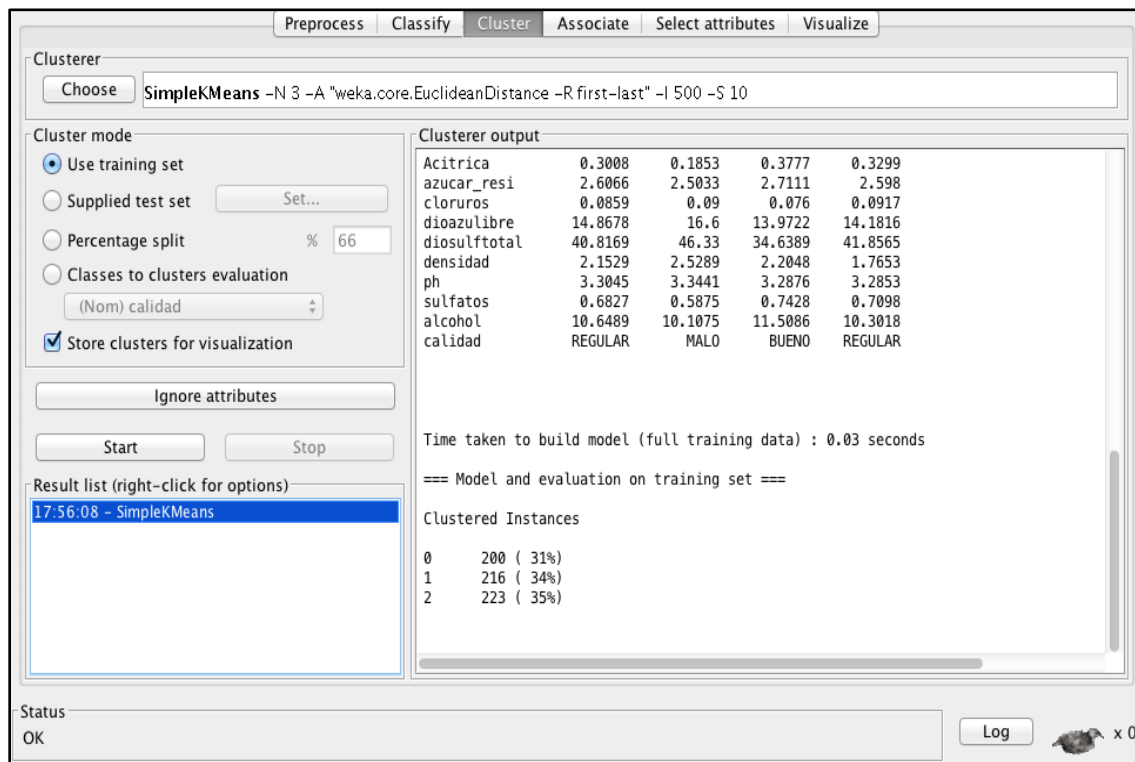 Preprocess Classify Cluster Associate Select attributes Visualize
Clusterer
Choose SimpleKMeans -N 3 -A "weka.core.EuclideanDistance -R first-last" -I 500 -S 10
Cluster mode
Use training set
Supplied test set Set...
Percentage split % 66
Classes to clusters evaluation
(Nom) calidad
Store clusters for visualization
Ignore attributes
Start Stop
Result list (right-click for options)
17:56:08 - SimpleKMeans
Clusterer output
Acitrica 0.3008 0.1853 0.3777 0.3299
azucar_resi 2.6066 2.5033 2.7111 2.598
cloruros 0.0859 0.09 0.076 0.0917
dioazulibre 14.8678 16.6 13.9722 14.1816
diosulftotal 40.8169 46.33 34.6389 41.8565
densidad 2.1529 2.5289 2.2048 1.7653
ph 3.3045 3.3441 3.2876 3.2853
sulfatos 0.6827 0.5875 0.7428 0.7098
alcohol 10.6489 10.1075 11.5086 10.3018
calidad REGULAR MALO BUENO REGULAR
Time taken to build model (full training data) : 0.03 seconds
=== Model and evaluation on training set ===
Clustered Instances
0 200 ( 31%)
1 216 ( 34%)
2 223 ( 35%)
Status
OK
Log x 0